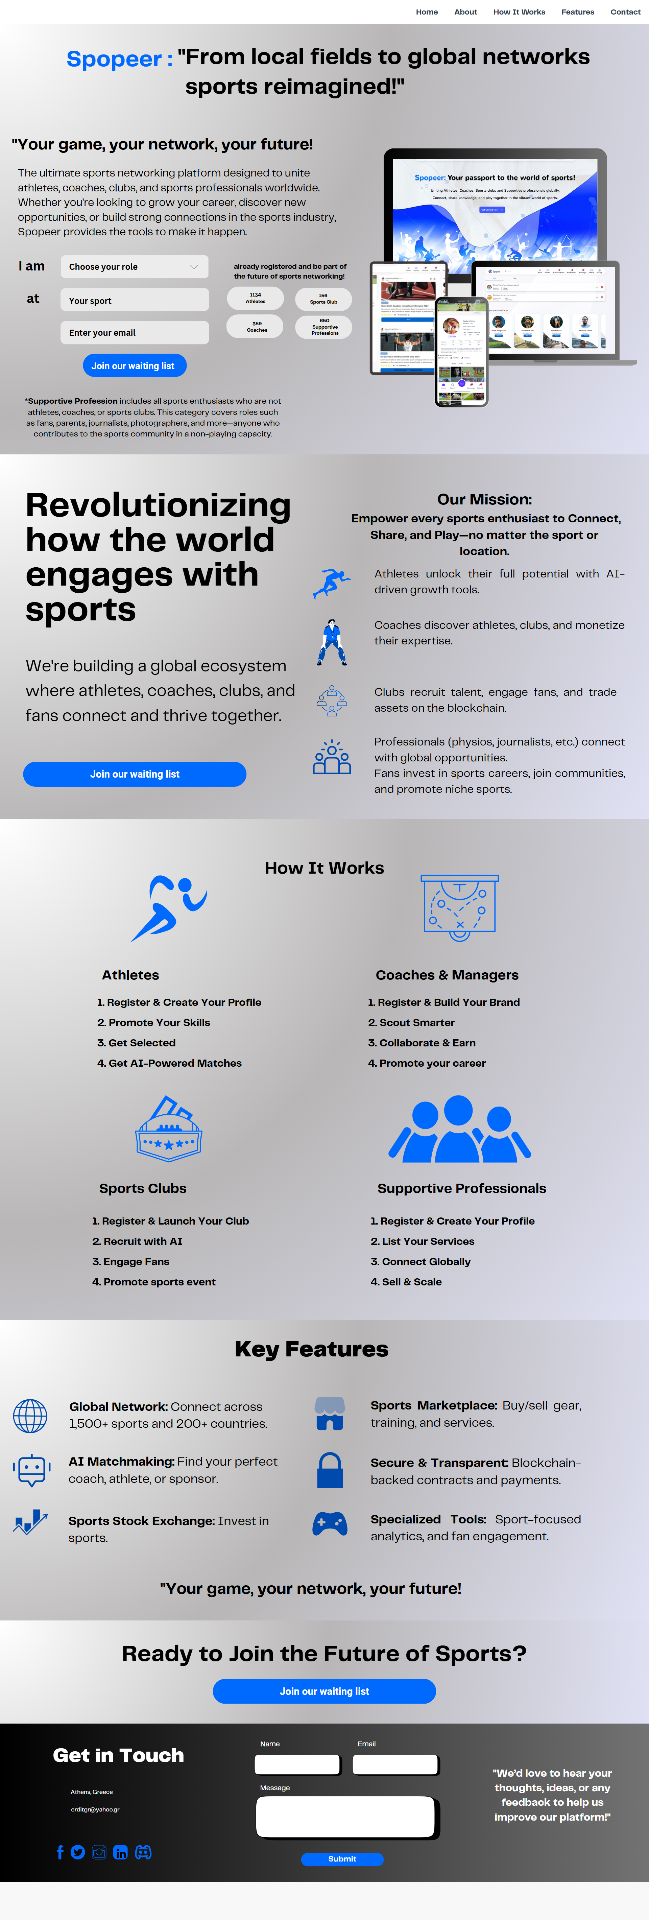 Home About How It Works Features Contact
Spopeer : "From local fields to global networks
sports reimagined!"
"Your game, your network, your future!
The ultimate sports networking platform designed to unite
athletes, coaches, clubs, and sports professionals worldwide.
Whether you're looking to grow your career, discover new
opportunities, or build strong connections in the sports industry,
Spopeer provides the tools to make it happen.
I am
Choose your role
at
Your sport
Enter your email
Join our waiting list
already registered and be part of
the future of sports networking!
1134
Athletes
Sports Club
Coaches
Supportive
Professions
Spopeer: Your passport to the world of sports!
*Supportive Profession includes all sports enthusiasts who are not
athletes, coaches, or sports clubs. This category covers roles such
as fans, parents, journalists, photographers, and more—anyone who
contributes to the sports community in a non-playing capacity.
Revolutionizing
how the world
engages with
sports
We're building a global ecosystem
where athletes, coaches, clubs, and
fans connect and thrive together.
Join our waiting list
Our Mission:
Empower every sports enthusiast to Connect,
Share, and Play—no matter the sport or
location.
Athletes unlock their full potential with AI-
driven growth tools.
Coaches discover athletes, clubs, and monetize
their expertise.
Clubs recruit talent, engage fans, and trade
assets on the blockchain.
Professionals (physios, journalists, etc.) connect
with global opportunities.
Fans invest in sports careers, join communities,
and promote niche sports.
How It Works
Athletes
1. Register & Create Your Profile
2. Promote Your Skills
3. Get Selected
4. Get AI-Powered Matches
Coaches & Managers
1. Register & Build Your Brand
2. Scout Smarter
3. Collaborate & Earn
4. Promote your career
Sports Clubs
1. Register & Launch Your Club
2. Recruit with AI
3. Engage Fans
4. Promote sports event
Supportive Professionals
1. Register & Create Your Profile
2. List Your Services
3. Connect Globally
4. Sell & Scale
Key Features
Global Network: Connect across
1,500+ sports and 200+ countries.
AI Matchmaking: Find your perfect
coach, athlete, or sponsor.
Sports Stock Exchange: Invest in
sports.
Sports Marketplace: Buy/sell gear,
training, and services.
Secure & Transparent: Blockchain-
backed contracts and payments.
Specialized Tools: Sport-focused
analytics, and fan engagement.
"Your game, your network, your future!
Ready to Join the Future of Sports?
Join our waiting list
Get in Touch
Athens, Greece
orditgr@yahoo.gr
Name
Email
Message
Submit
"We'd love to hear your
thoughts, ideas, or any
feedback to help us
improve our platform!"